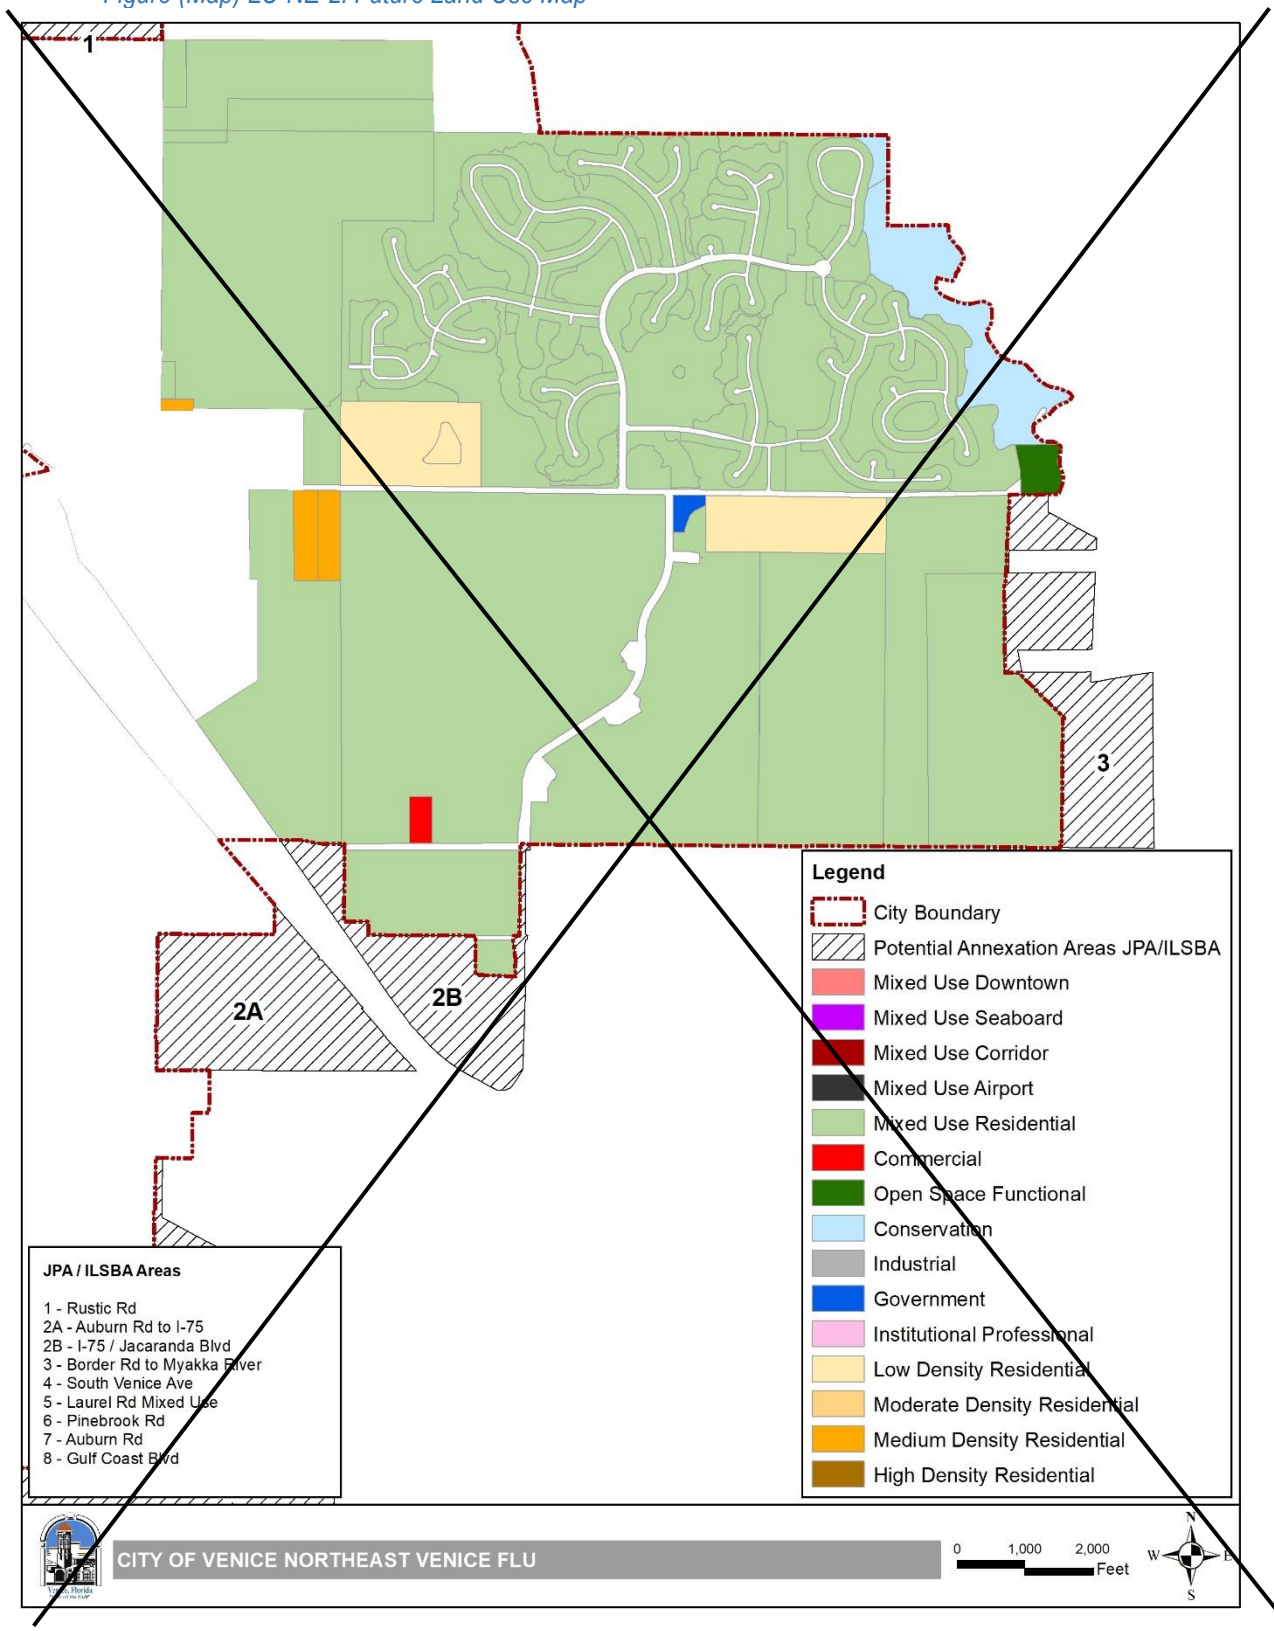 1
3
2A
2B
Legend
City Boundary
Potential Annexation Areas JPA/ILSBA
Mixed Use Downtown
Mixed Use Seaboard
Mixed Use Corridor
Mixed Use Airport
Mixed Use Residential
Commercial
Open Space Functional
Conservation
Industrial
Government
Institutional Professional
Low Density Residential
Moderate Density Residential
Medium Density Residential
High Density Residential
JPA / ILSBA Areas
1 - Rustic Rd
2A - Auburn Rd to I-75
2B - I-75 / Jacaranda Blvd
3 - Border Rd to Myakka River
4 - South Venice Ave
5 - Laurel Rd Mixed Use
6 - Pinebrook Rd
7 - Auburn Rd
8 - Gulf Coast Blvd
CITY OF VENICE NORTHEAST VENICE FLU
0 1,000 2,000
Feet
N
W E
S